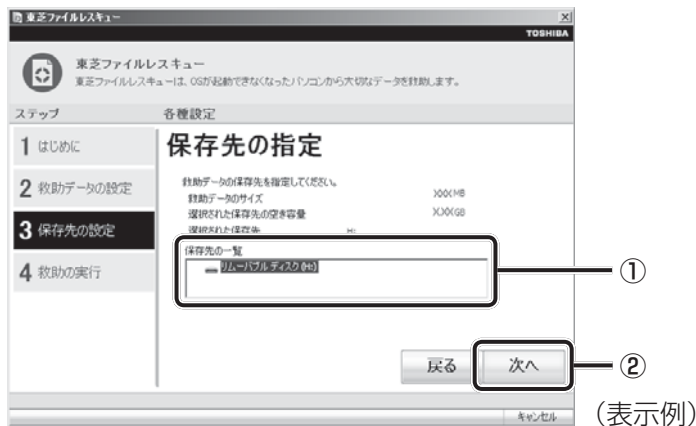 東芝ファイルレスキュー
TOSHIBA
東芝ファイルレスキュー
東芝ファイルレスキューは、OSが起動できなくなったパソコンから大切なデータを救助します。
ステップ
各種設定
1 はじめに
2 救助データの設定
3 保存先の設定
4 救助の実行
保存先の指定
救助データの保存先を指定してください。
救助データのサイズ XXXMB
選択された保存先の空き容量 X.XXGB
選択された保存先 H:
保存先の一覧
リムーバブル ディスク (H:)
①
戻る
次へ
②
キャンセル
（表示例）